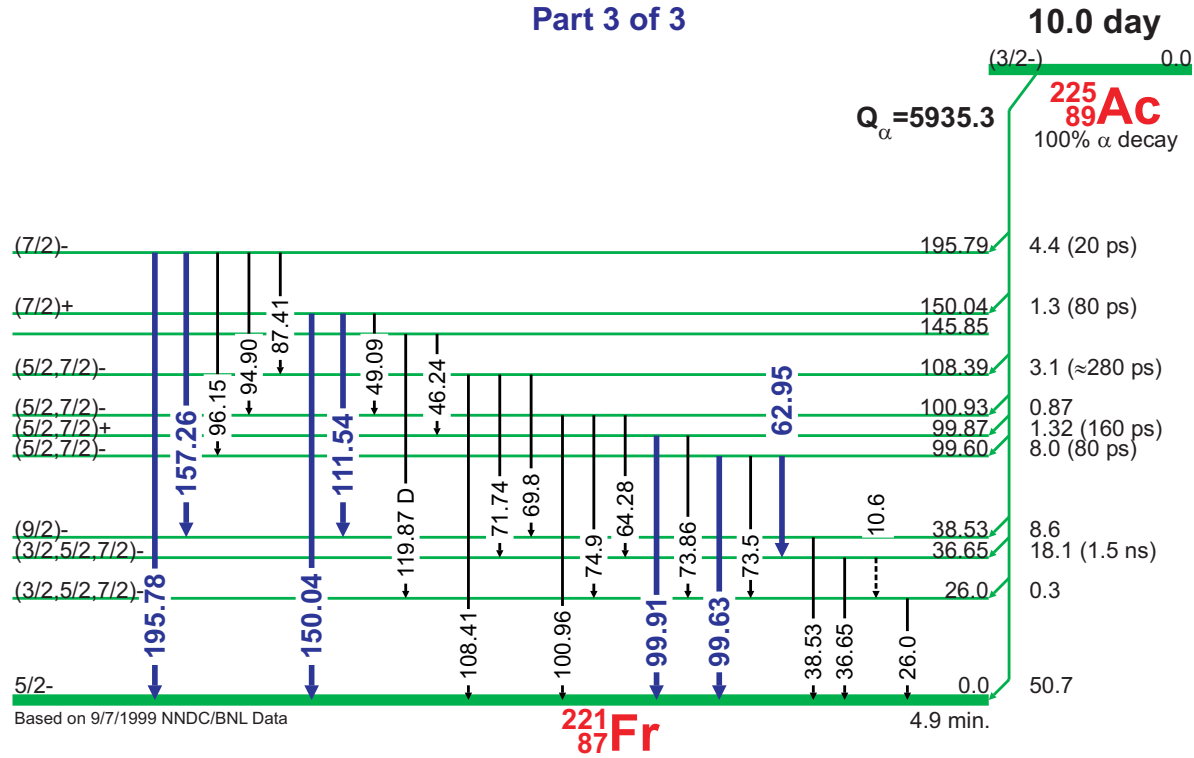 Part 3 of 3
10.0 day
(3/2-) 0.0
225
89 Ac
Qα=5935.3
100% α decay
(7/2)- 195.79 4.4 (20 ps)
(7/2)+ 150.04 1.3 (80 ps)
145.85
(5/2,7/2)- 108.39 3.1 (≈280 ps)
(5/2,7/2)- 100.93 0.87
(5/2,7/2)+ 99.87 1.32 (160 ps)
(5/2,7/2)- 99.60 8.0 (80 ps)
(9/2)- 38.53 8.6
(3/2,5/2,7/2)- 36.65 18.1 (1.5 ns)
(3/2,5/2,7/2)- 26.0 0.3
5/2- 0.0 50.7
195.78
157.26
96.15
94.90
87.41
150.04
111.54
49.09
119.87 D
46.24
108.41
71.74
69.8
100.96
74.9
64.28
99.91
73.86
99.63
73.5
62.95
38.53
36.65
10.6
26.0
Based on 9/7/1999 NNDC/BNL Data
221
87 Fr
4.9 min.